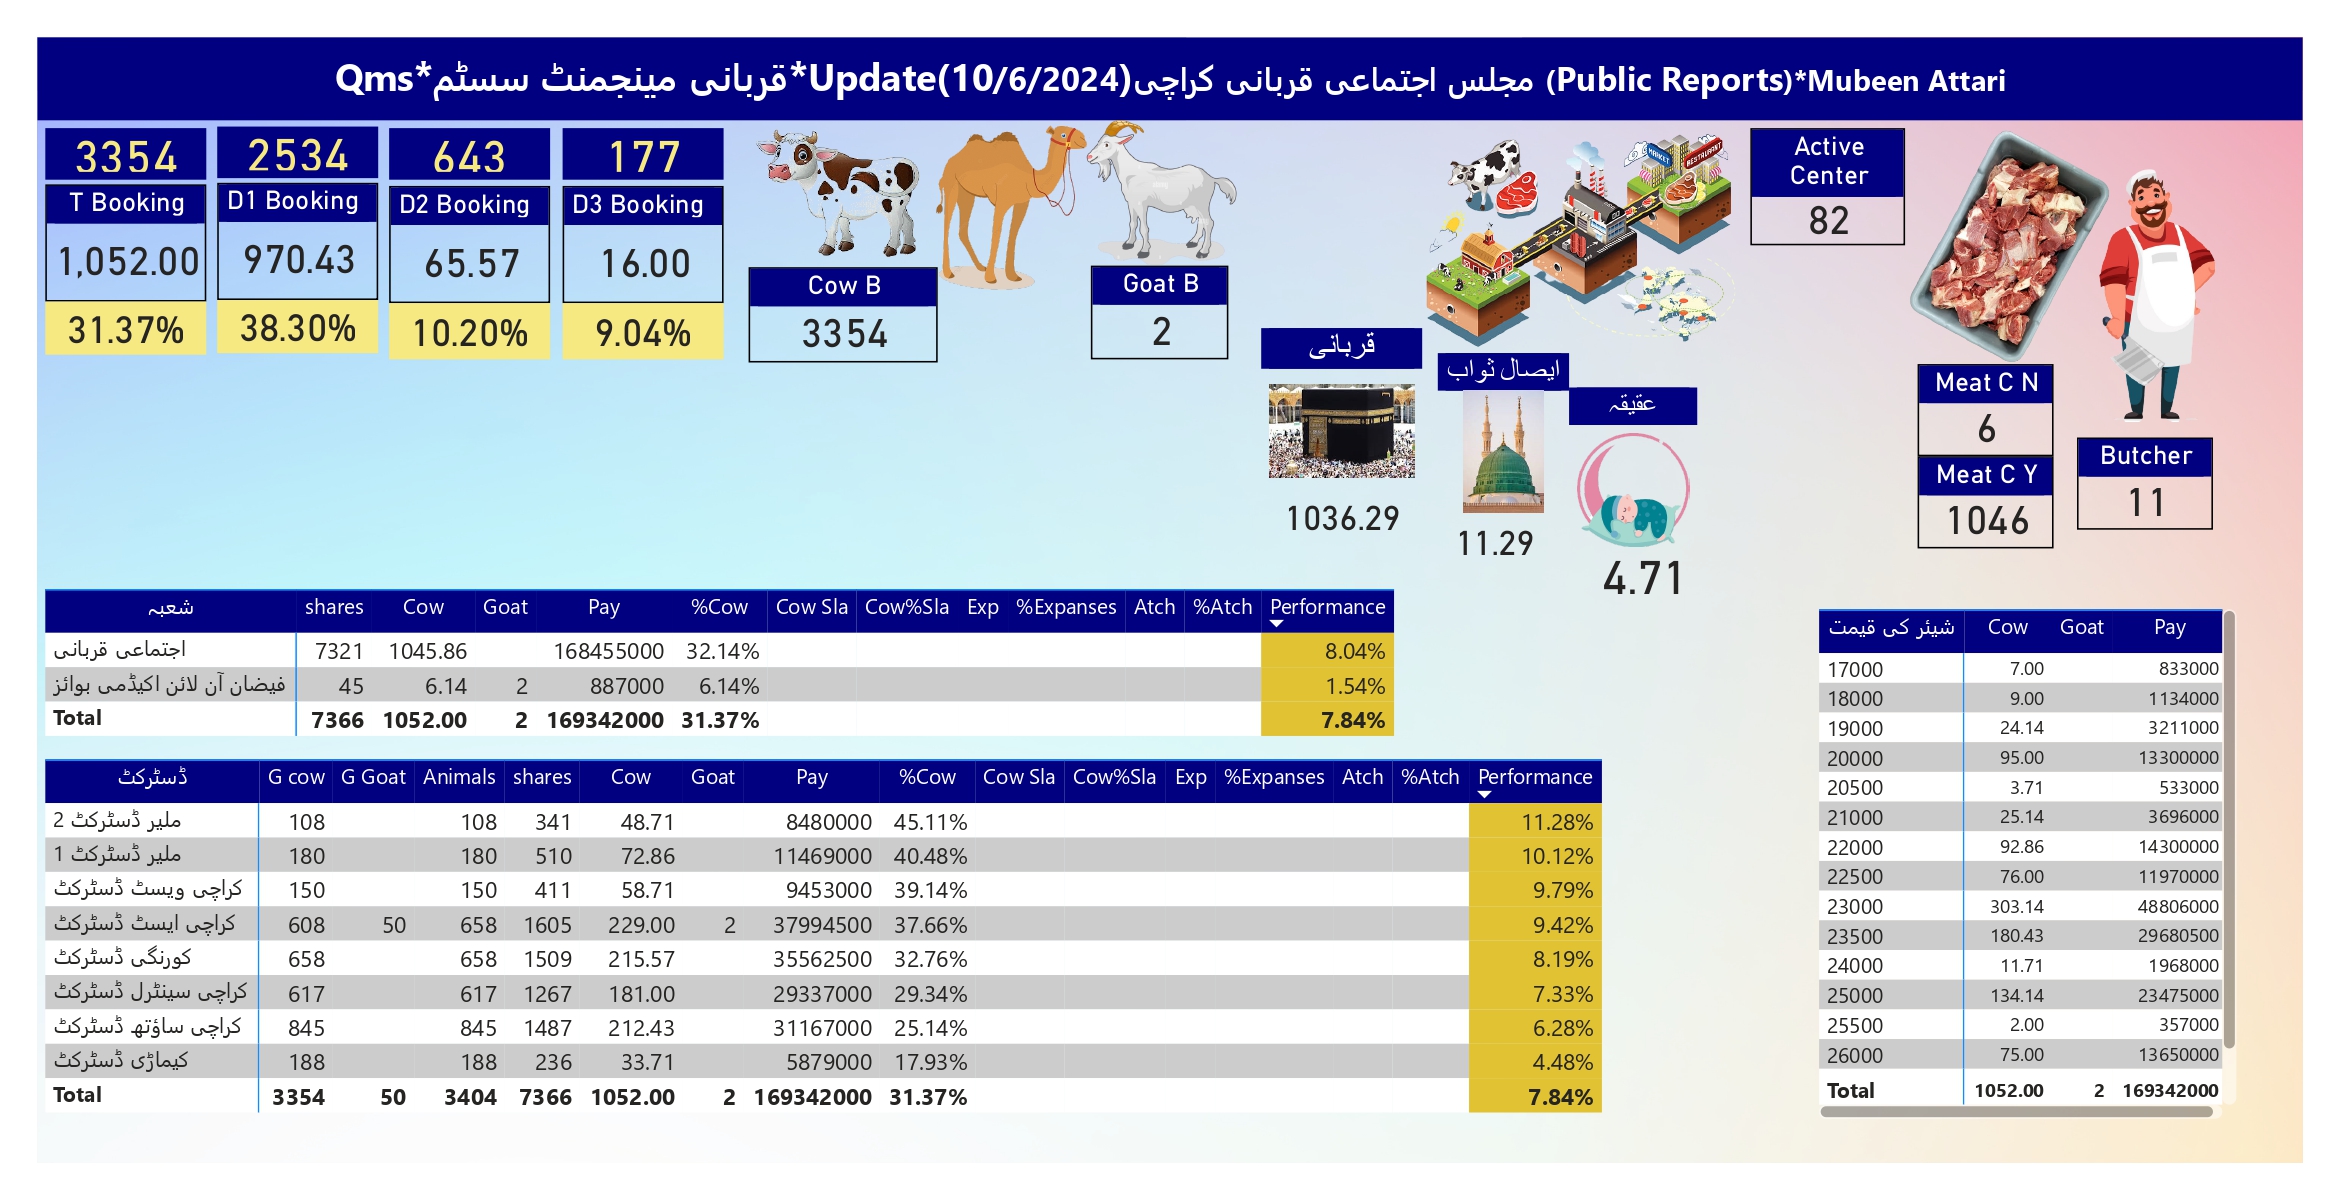 Qms*قربانی مینجمنٹ سسٹم*Update(10/6/2024)مجلس اجتماعی قربانی کراچی (Public Reports)*Mubeen Attari
3354 2534 643 177
T Booking D1 Booking D2 Booking D3 Booking
1,052.00 970.43 65.57 16.00
31.37% 38.30% 10.20% 9.04%
Cow B
3354
Goat B
2
MARKET
RESTAURANT
Active
Center
82
قربانی
1036.29
ایصال ثواب
11.29
عقیقہ
4.71
Meat C N
6
Meat C Y
1046
Butcher
11
شعبہ shares Cow Goat Pay %Cow Cow Sla Cow%Sla Exp %Expanses Atch %Atch Performance
اجتماعی قربانی 7321 1045.86 168455000 32.14% 8.04%
فیضان آن لائن اکیڈمی بوائز 45 6.14 2 887000 6.14% 1.54%
Total 7366 1052.00 2 169342000 31.37% 7.84%
ڈسٹرکٹ G cow G Goat Animals shares Cow Goat Pay %Cow Cow Sla Cow%Sla Exp %Expanses Atch %Atch Performance
ملیر ڈسٹرکٹ 2 108 108 341 48.71 8480000 45.11% 11.28%
ملیر ڈسٹرکٹ 1 180 180 510 72.86 11469000 40.48% 10.12%
کراچی ویسٹ ڈسٹرکٹ 150 150 411 58.71 9453000 39.14% 9.79%
کراچی ایسٹ ڈسٹرکٹ 608 50 658 1605 229.00 2 37994500 37.66% 9.42%
کورنگی ڈسٹرکٹ 658 658 1509 215.57 35562500 32.76% 8.19%
کراچی سینٹرل ڈسٹرکٹ 617 617 1267 181.00 29337000 29.34% 7.33%
کراچی ساؤتھ ڈسٹرکٹ 845 845 1487 212.43 31167000 25.14% 6.28%
کیماڑی ڈسٹرکٹ 188 188 236 33.71 5879000 17.93% 4.48%
Total 3354 50 3404 7366 1052.00 2 169342000 31.37% 7.84%
شیئر کی قیمت Cow Goat Pay
17000 7.00 833000
18000 9.00 1134000
19000 24.14 3211000
20000 95.00 13300000
20500 3.71 533000
21000 25.14 3696000
22000 92.86 14300000
22500 76.00 11970000
23000 303.14 48806000
23500 180.43 29680500
24000 11.71 1968000
25000 134.14 23475000
25500 2.00 357000
26000 75.00 13650000
Total 1052.00 2 169342000